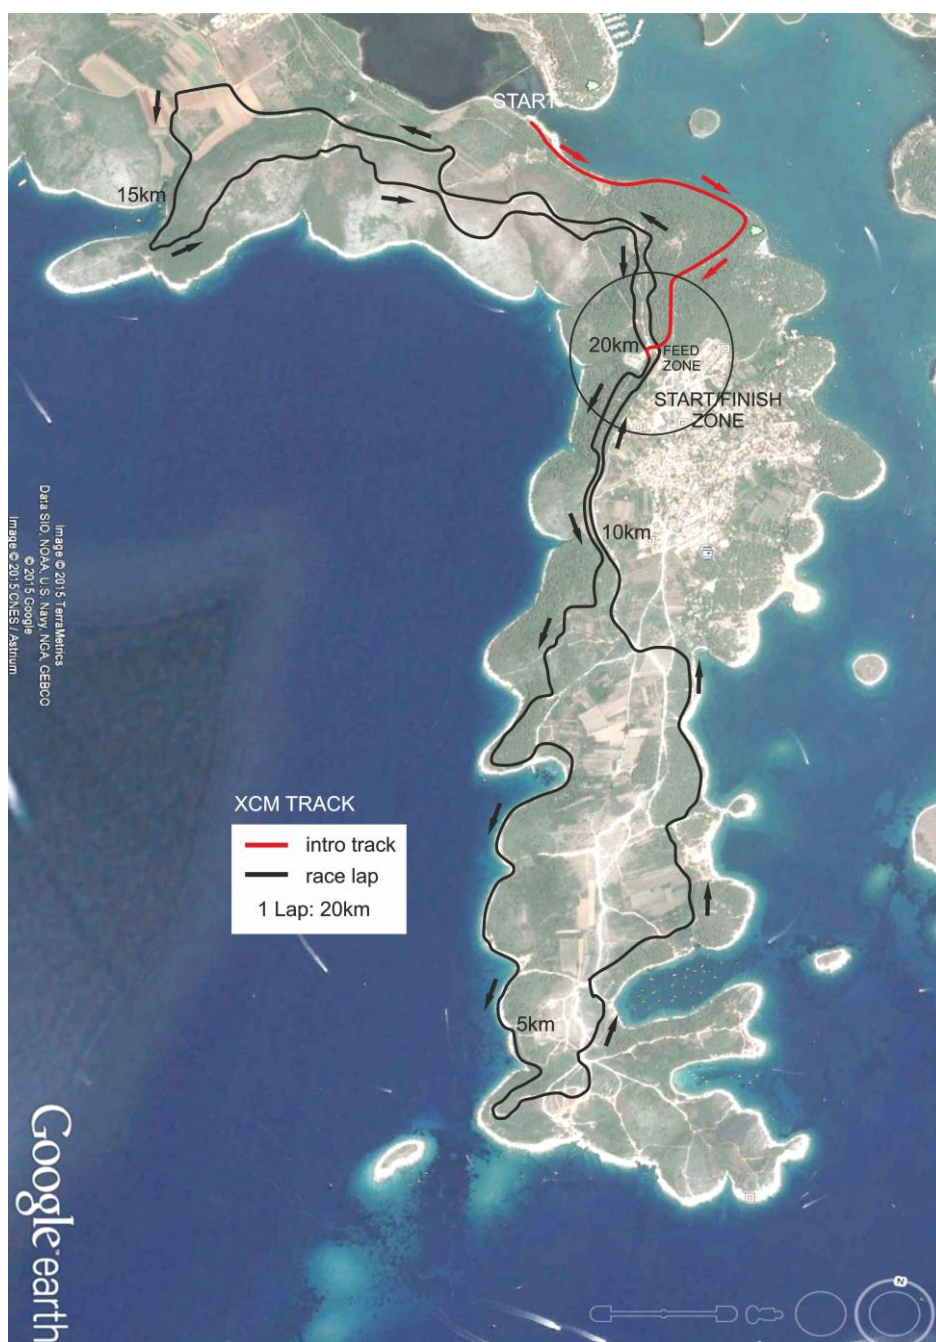 START
15km
20km
FEED
ZONE
START/FINISH
ZONE
10km
XCM TRACK
intro track
race lap
1 Lap: 20km
5km
Image © 2015 TerraMetrics
Data SIO, NOAA, U.S. Navy, NGA, GEBCO
© 2015 Google
Image © 2015 CNES / Astrium
Google earth
N